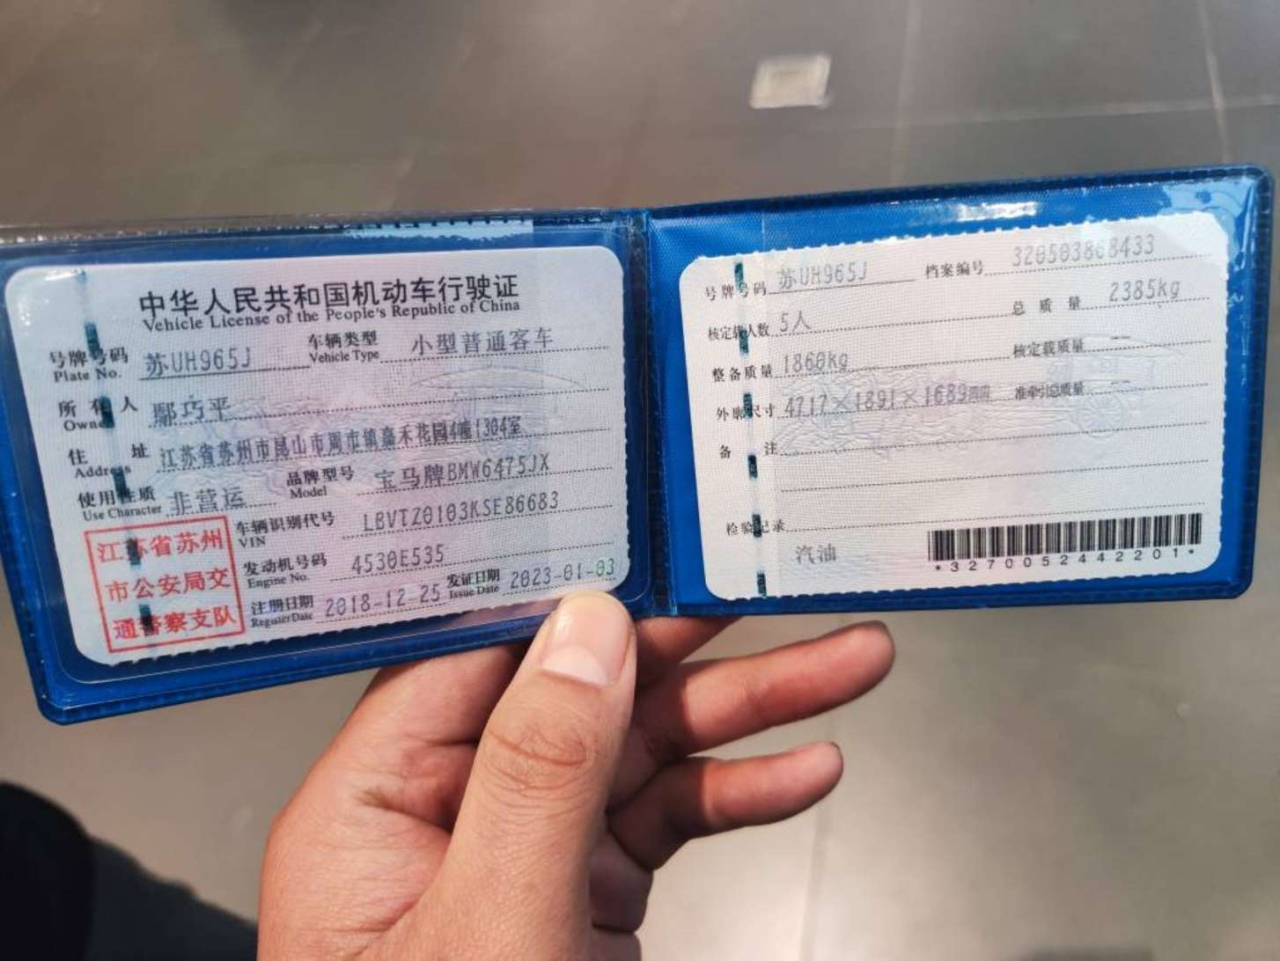 中华人民共和国机动车行驶证
Vehicle License of the People's Republic of China
号牌号码 苏UH965J 车辆类型 小型普通客车
Plate No. Vehicle Type
所有人 鄢巧平
Owner
住址 江苏省苏州市昆山市周市镇嘉禾花园4幢1304室
Address
使用性质 非营运 品牌型号 宝马牌BMW6475JX
Use Character Model
车辆识别代号 LBVTZ0103KSE86683
VIN
发动机号码 4530E535
Engine No.
注册日期 2018-12-25 发证日期 2023-01-03
Register Date Issue Date
江苏省苏州
市公安局交
通警察支队
号牌号码 苏UH965J 档案编号 320503868433
核定载人数 5人 总质量 2385kg
整备质量 1860kg 核定载质量 --
外廓尺寸 4717×1891×1689mm 准牵引总质量 --
备注
检验记录
汽油
*3270052442201*